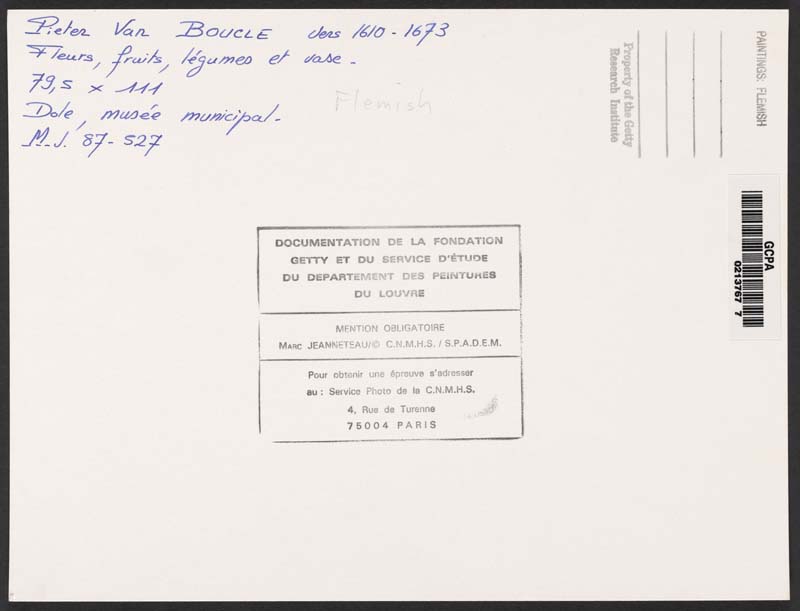 Pieter Van BOUCLE vers 1610 - 1673
Fleurs, fruits, légumes et vase -
79,5 x 111
Dole, musée municipal -
M.J. 87-527
Flemish
Property of the Getty
Research Institute
PAINTINGS: FLEMISH
GCPA
0213767 7
DOCUMENTATION DE LA FONDATION
GETTY ET DU SERVICE D'ÉTUDE
DU DEPARTEMENT DES PEINTURES
DU LOUVRE
MENTION OBLIGATOIRE
MARC JEANNETEAU/© C.N.M.H.S. / S.P.A.D.E.M.
Pour obtenir une épreuve s'adresser
au : Service Photo de la C.N.M.H.S.
4, Rue de Turenne
75004 PARIS